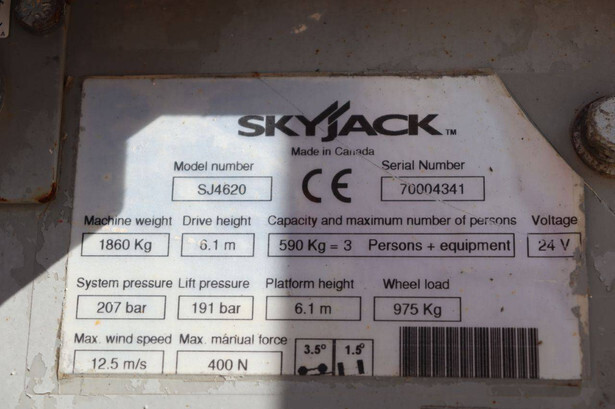 SKYJACK™
Made in Canada
Model number Serial Number
SJ4620 CE 70004341
Machine weight Drive height Capacity and maximum number of persons Voltage
1860 Kg 6.1 m 590 Kg = 3 Persons + equipment 24 V
System pressure Lift pressure Platform height Wheel load
207 bar 191 bar 6.1 m 975 Kg
Max. wind speed Max. manual force
12.5 m/s 400 N 3.5° 1.5°